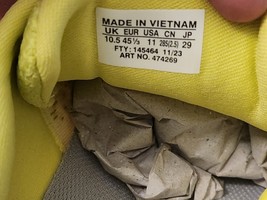 MADE IN VIETNAM
UK EUR USA CN JP
10.5 45⅓ 11 285(2.5) 29
FTY: 145464 11/23
ART NO. 474269